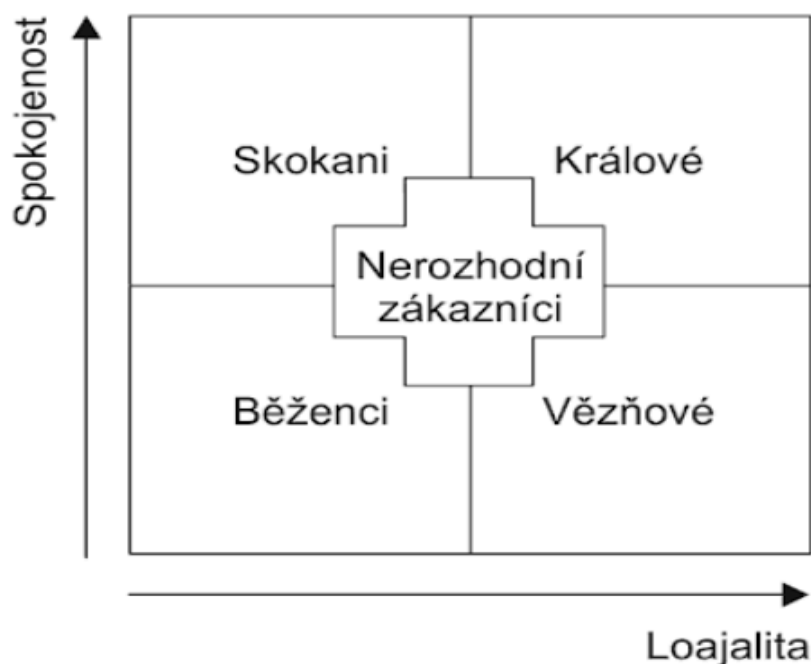 Spokojenost
Skokani
Králové
Nerozhodní
zákazníci
Běženci
Vězňové
Loajalita